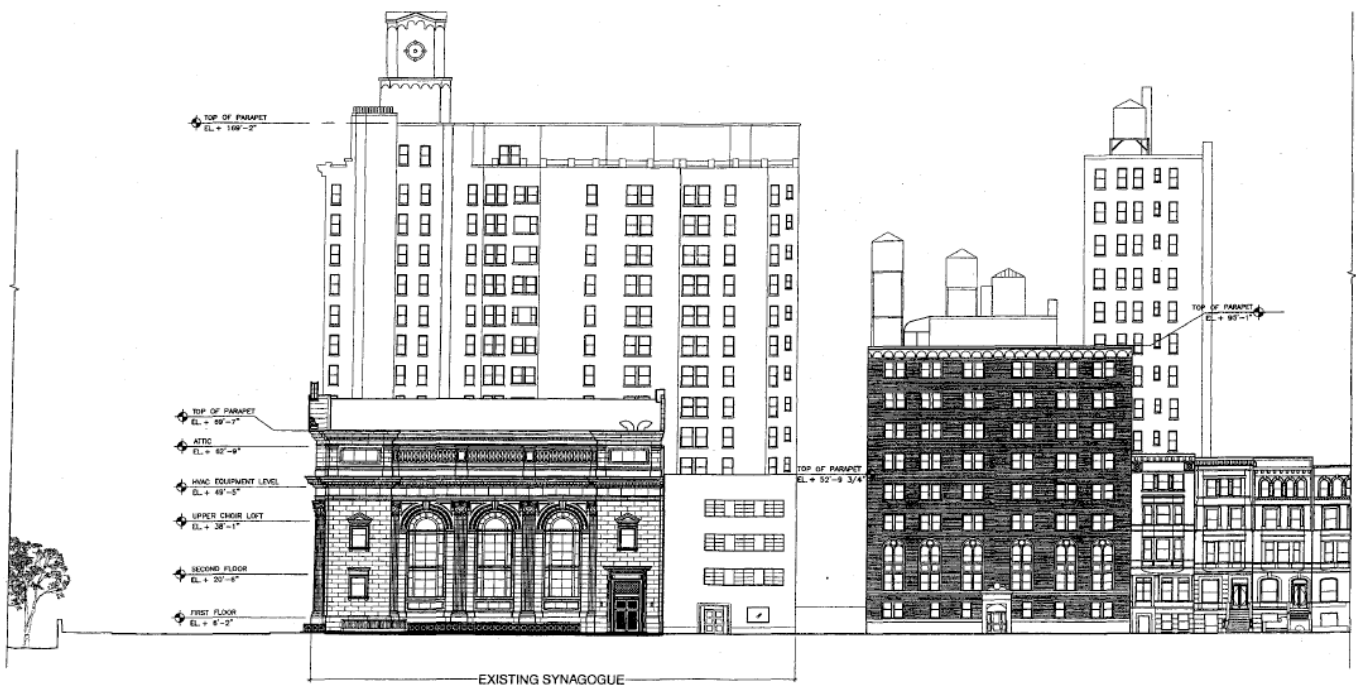 TOP OF PARAPET
EL. + 169'-2"
TOP OF PARAPET
EL. + 93'-1"
TOP OF PARAPET
EL. + 69'-7"
ATTIC
EL. + 62'-9"
TOP OF PARAPET
EL. + 52'-9 3/4"
HVAC EQUIPMENT LEVEL
EL. + 49'-5"
UPPER CHOIR LOFT
EL. + 38'-1"
SECOND FLOOR
EL. + 20'-6"
FIRST FLOOR
EL. + 6'-2"
EXISTING SYNAGOGUE